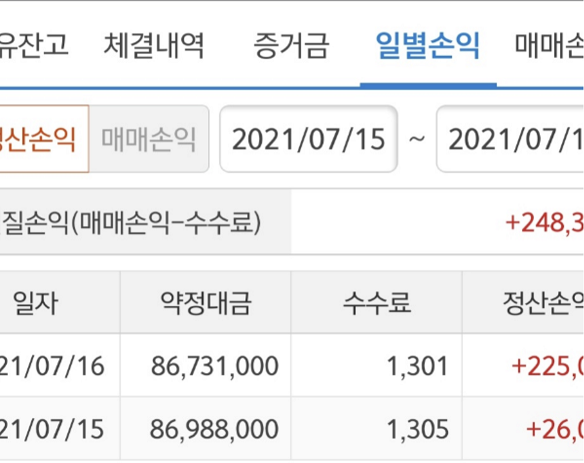 유잔고 체결내역 증거금 일별손익 매매손
정산손익 매매손익 2021/07/15 ~ 2021/07/1
질손익(매매손익-수수료) +248,3
일자 약정대금 수수료 정산손익
21/07/16 86,731,000 1,301 +225,0
21/07/15 86,988,000 1,305 +26,0